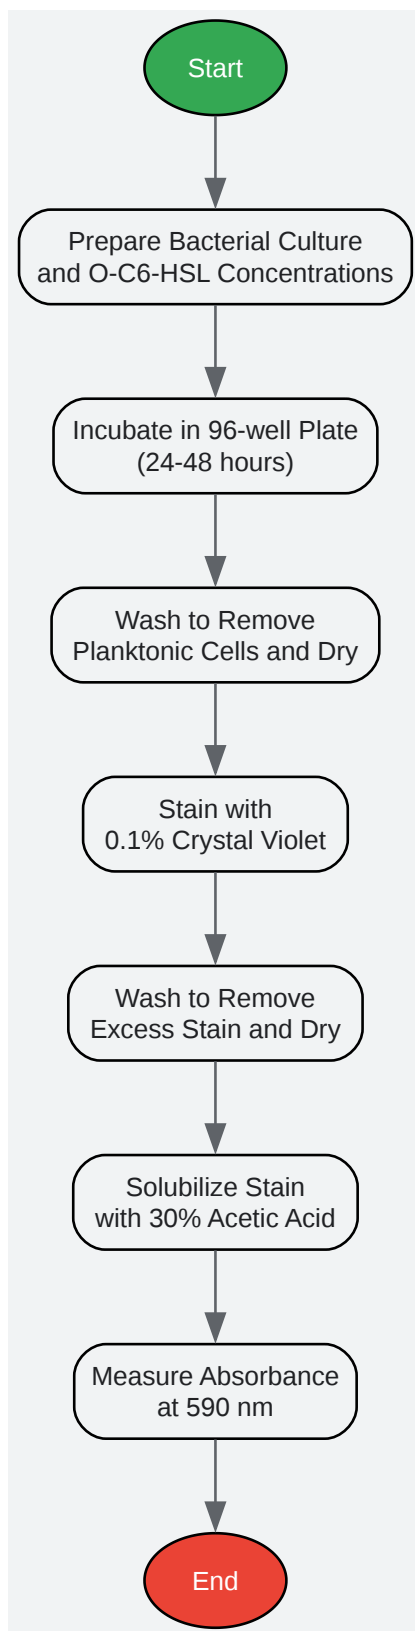 Start
Prepare Bacterial Culture
and O-C6-HSL Concentrations
Incubate in 96-well Plate
(24-48 hours)
Wash to Remove
Planktonic Cells and Dry
Stain with
0.1% Crystal Violet
Wash to Remove
Excess Stain and Dry
Solubilize Stain
with 30% Acetic Acid
Measure Absorbance
at 590 nm
End